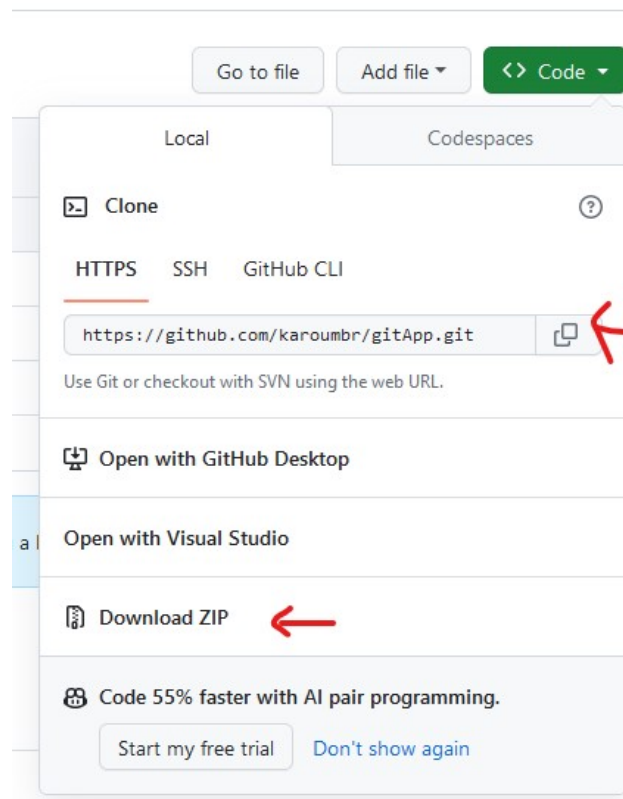 Go to file
Add file
Code
Local
Codespaces
Clone
HTTPS SSH GitHub CLI
https://github.com/karoumbr/gitApp.git
Use Git or checkout with SVN using the web URL.
Open with GitHub Desktop
a
Open with Visual Studio
Download ZIP
Code 55% faster with AI pair programming.
Start my free trial
Don't show again